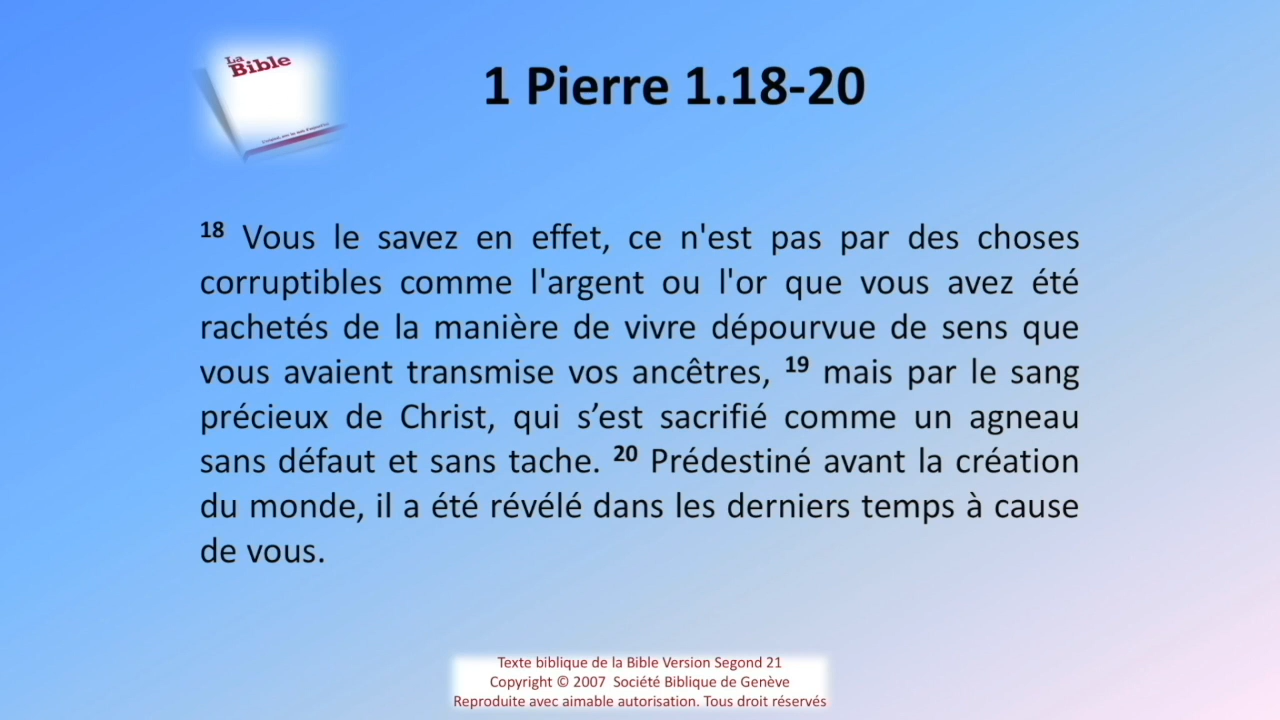 La
Bible
1 Pierre 1.18-20
18 Vous le savez en effet, ce n'est pas par des choses
corruptibles comme l'argent ou l'or que vous avez été
rachetés de la manière de vivre dépourvue de sens que
vous avaient transmise vos ancêtres, 19 mais par le sang
précieux de Christ, qui s’est sacrifié comme un agneau
sans défaut et sans tache. 20 Prédestiné avant la création
du monde, il a été révélé dans les derniers temps à cause
de vous.
Texte biblique de la Bible Version Segond 21
Copyright © 2007 Société Biblique de Genève
Reproduite avec aimable autorisation. Tous droit réservés